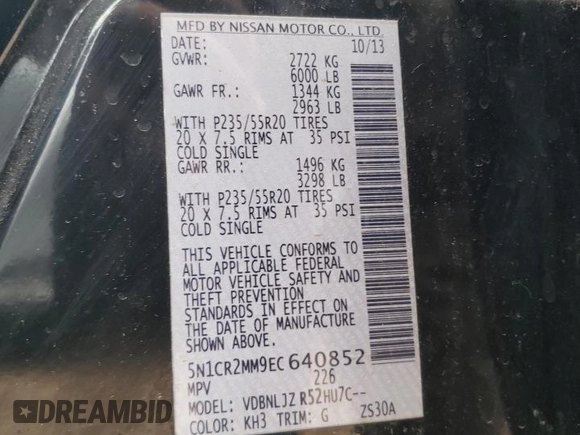 MFD BY NISSAN MOTOR CO., LTD.
DATE: 10/13
GVWR: 2722 KG
6000 LB
GAWR FR.: 1344 KG
2963 LB
WITH P235/55R20 TIRES
20 X 7.5 RIMS AT 35 PSI
COLD SINGLE
GAWR RR.: 1496 KG
3298 LB
WITH P235/55R20 TIRES
20 X 7.5 RIMS AT 35 PSI
COLD SINGLE
THIS VEHICLE CONFORMS TO
ALL APPLICABLE FEDERAL
MOTOR VEHICLE SAFETY AND
THEFT PREVENTION
STANDARDS IN EFFECT ON
THE DATE OF MANUFACTURE
SHOWN ABOVE.
5N1CR2MM9EC640852
MPV 226
MODEL: VDBNLJZ R52HU7C--
COLOR: KH3 TRIM: G ZS30A